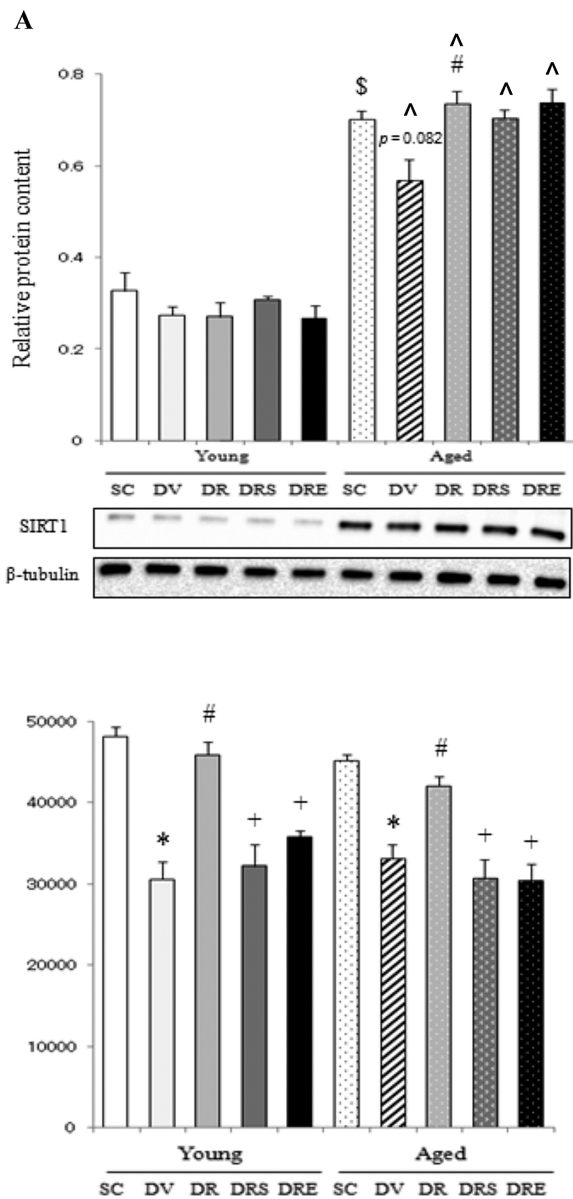 A
^
$ ^ # ^ ^
p = 0.082
0.8
0.6
0.4
0.2
0
Relative protein content
Young Aged
SC DV DR DRS DRE SC DV DR DRS DRE
SIRT1
β-tubulin
50000
40000
30000
20000
10000
0
# #
* + + * + +
Young Aged
SC DV DR DRS DRE SC DV DR DRS DRE